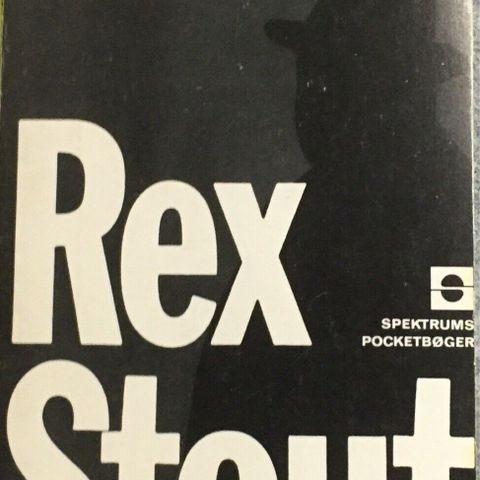 Rex
SPEKTRUMS
POCKETBØGER
Stout